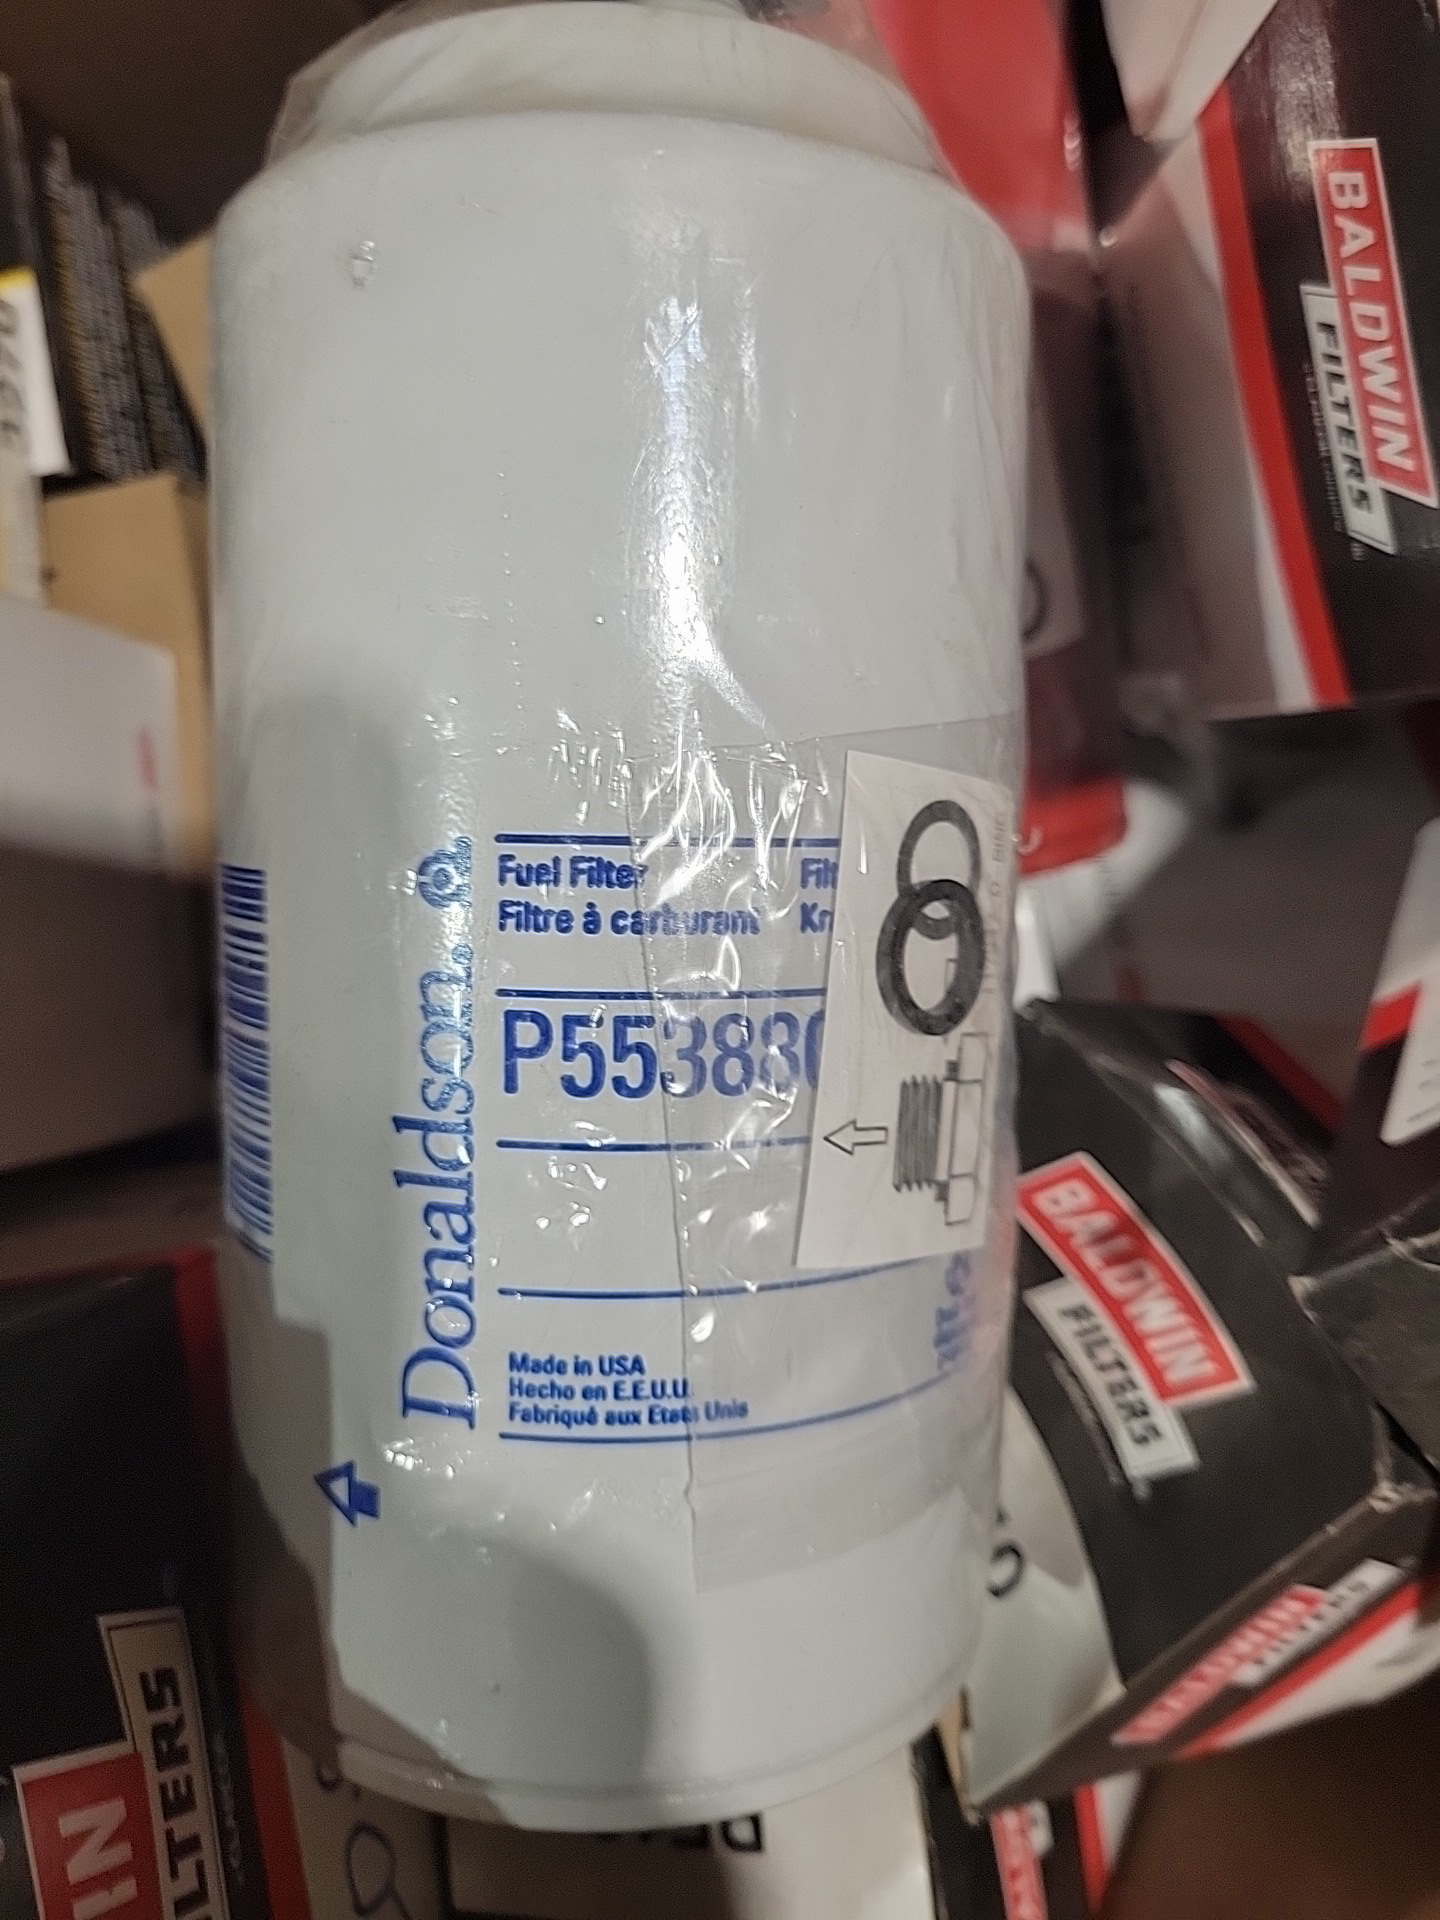 BALDWIN
FILTERS
Donaldson.
Fuel Filter
Filtre à carburant
P55388
Made in USA
Hecho en E.E.U.U.
Fabriqué aux Etats Unis
BALDWIN
FILTERS
BALDWIN
FILTERS